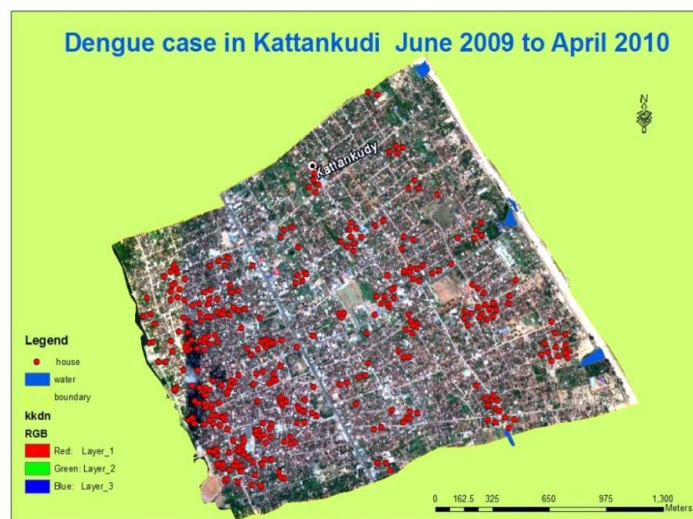 Dengue case in Kattankudi June 2009 to April 2010
N
Kattankudy
Legend
house
water
boundary
kkdn
RGB
Red: Layer_1
Green: Layer_2
Blue: Layer_3
0 162.5 325 650 975 1,300
Meters